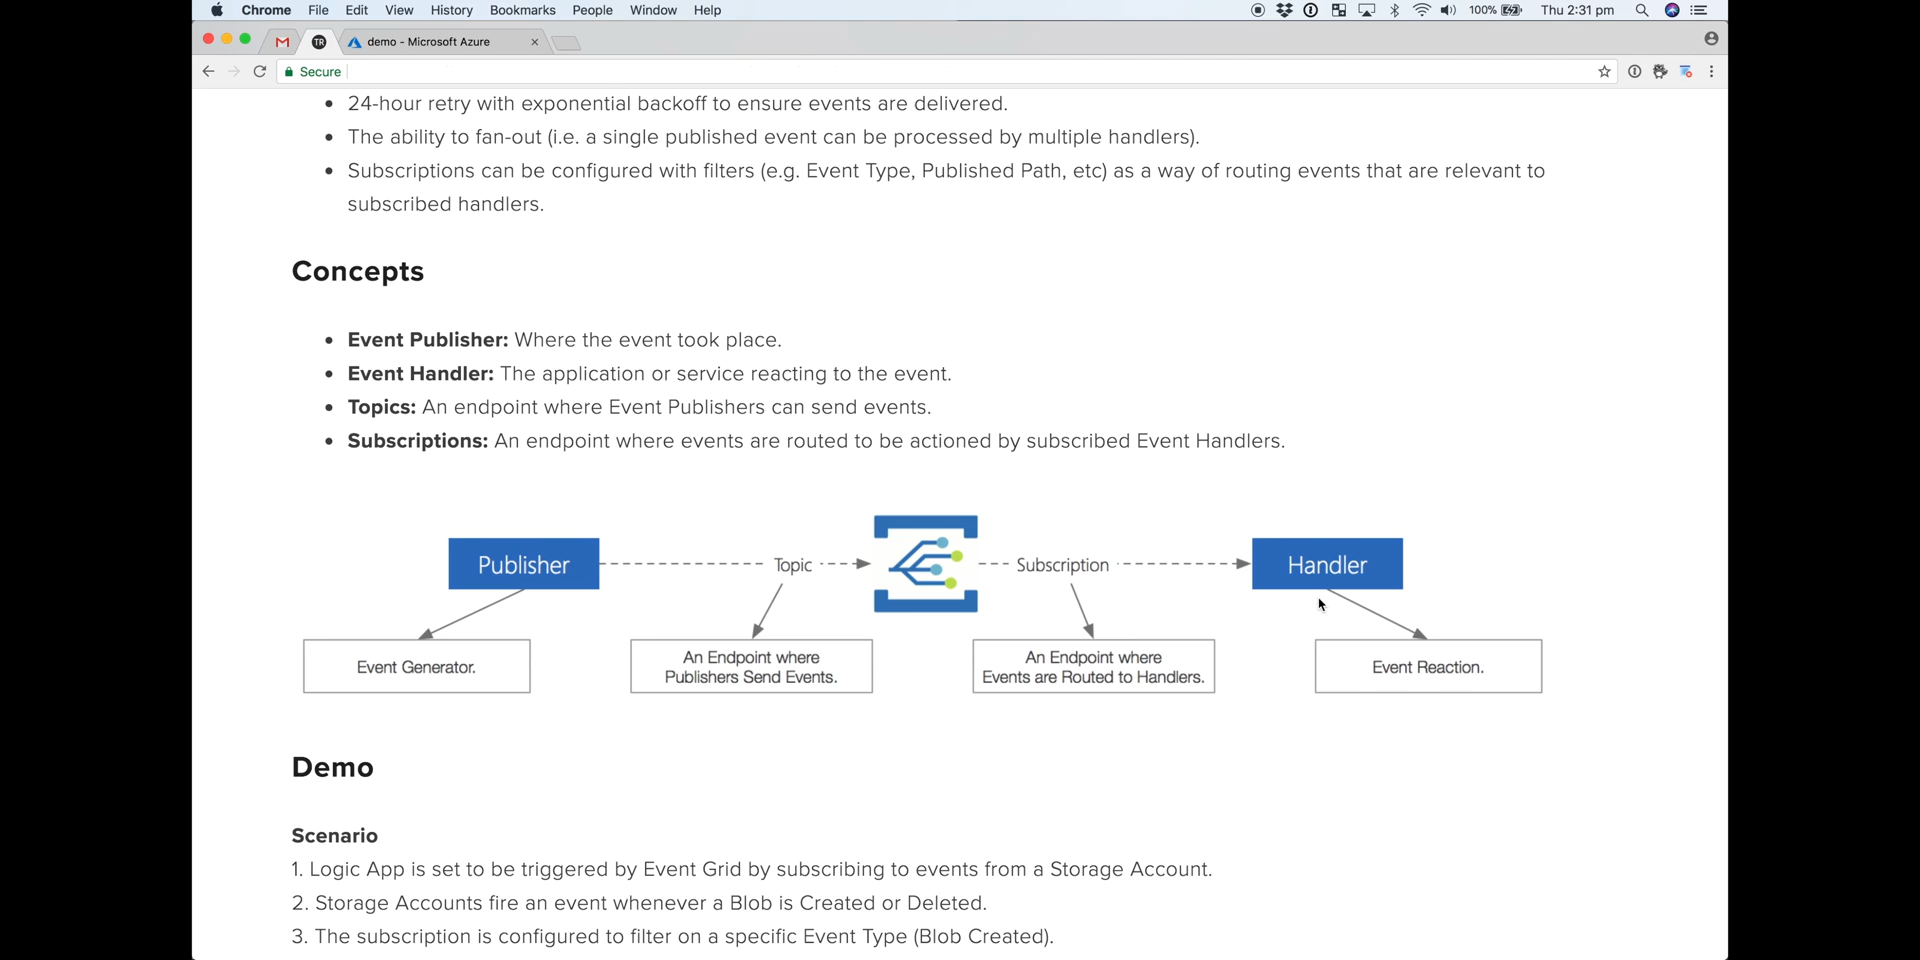 Chrome File Edit View History Bookmarks People Window Help 100% Thu 2:31 pm
TR demo - Microsoft Azure
Secure
24-hour retry with exponential backoff to ensure events are delivered.
The ability to fan-out (i.e. a single published event can be processed by multiple handlers).
Subscriptions can be configured with filters (e.g. Event Type, Published Path, etc) as a way of routing events that are relevant to
subscribed handlers.
Concepts
Event Publisher: Where the event took place.
Event Handler: The application or service reacting to the event.
Topics: An endpoint where Event Publishers can send events.
Subscriptions: An endpoint where events are routed to be actioned by subscribed Event Handlers.
Publisher Topic Subscription Handler
Event Generator.
An Endpoint where
Publishers Send Events.
An Endpoint where
Events are Routed to Handlers.
Event Reaction.
Demo
Scenario
1. Logic App is set to be triggered by Event Grid by subscribing to events from a Storage Account.
2. Storage Accounts fire an event whenever a Blob is Created or Deleted.
3. The subscription is configured to filter on a specific Event Type (Blob Created).